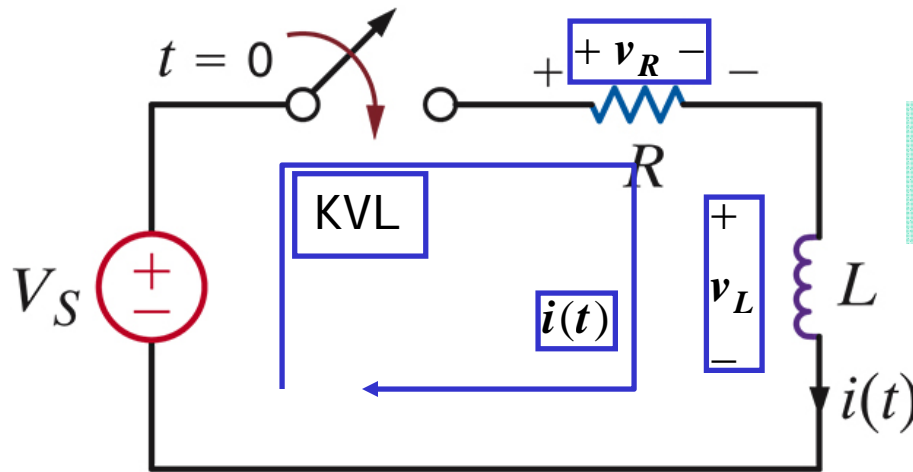 t = 0
+ v_R −
+ −
R
KVL
+
v_L
−
i(t)
V_S
+
−
L
i(t)